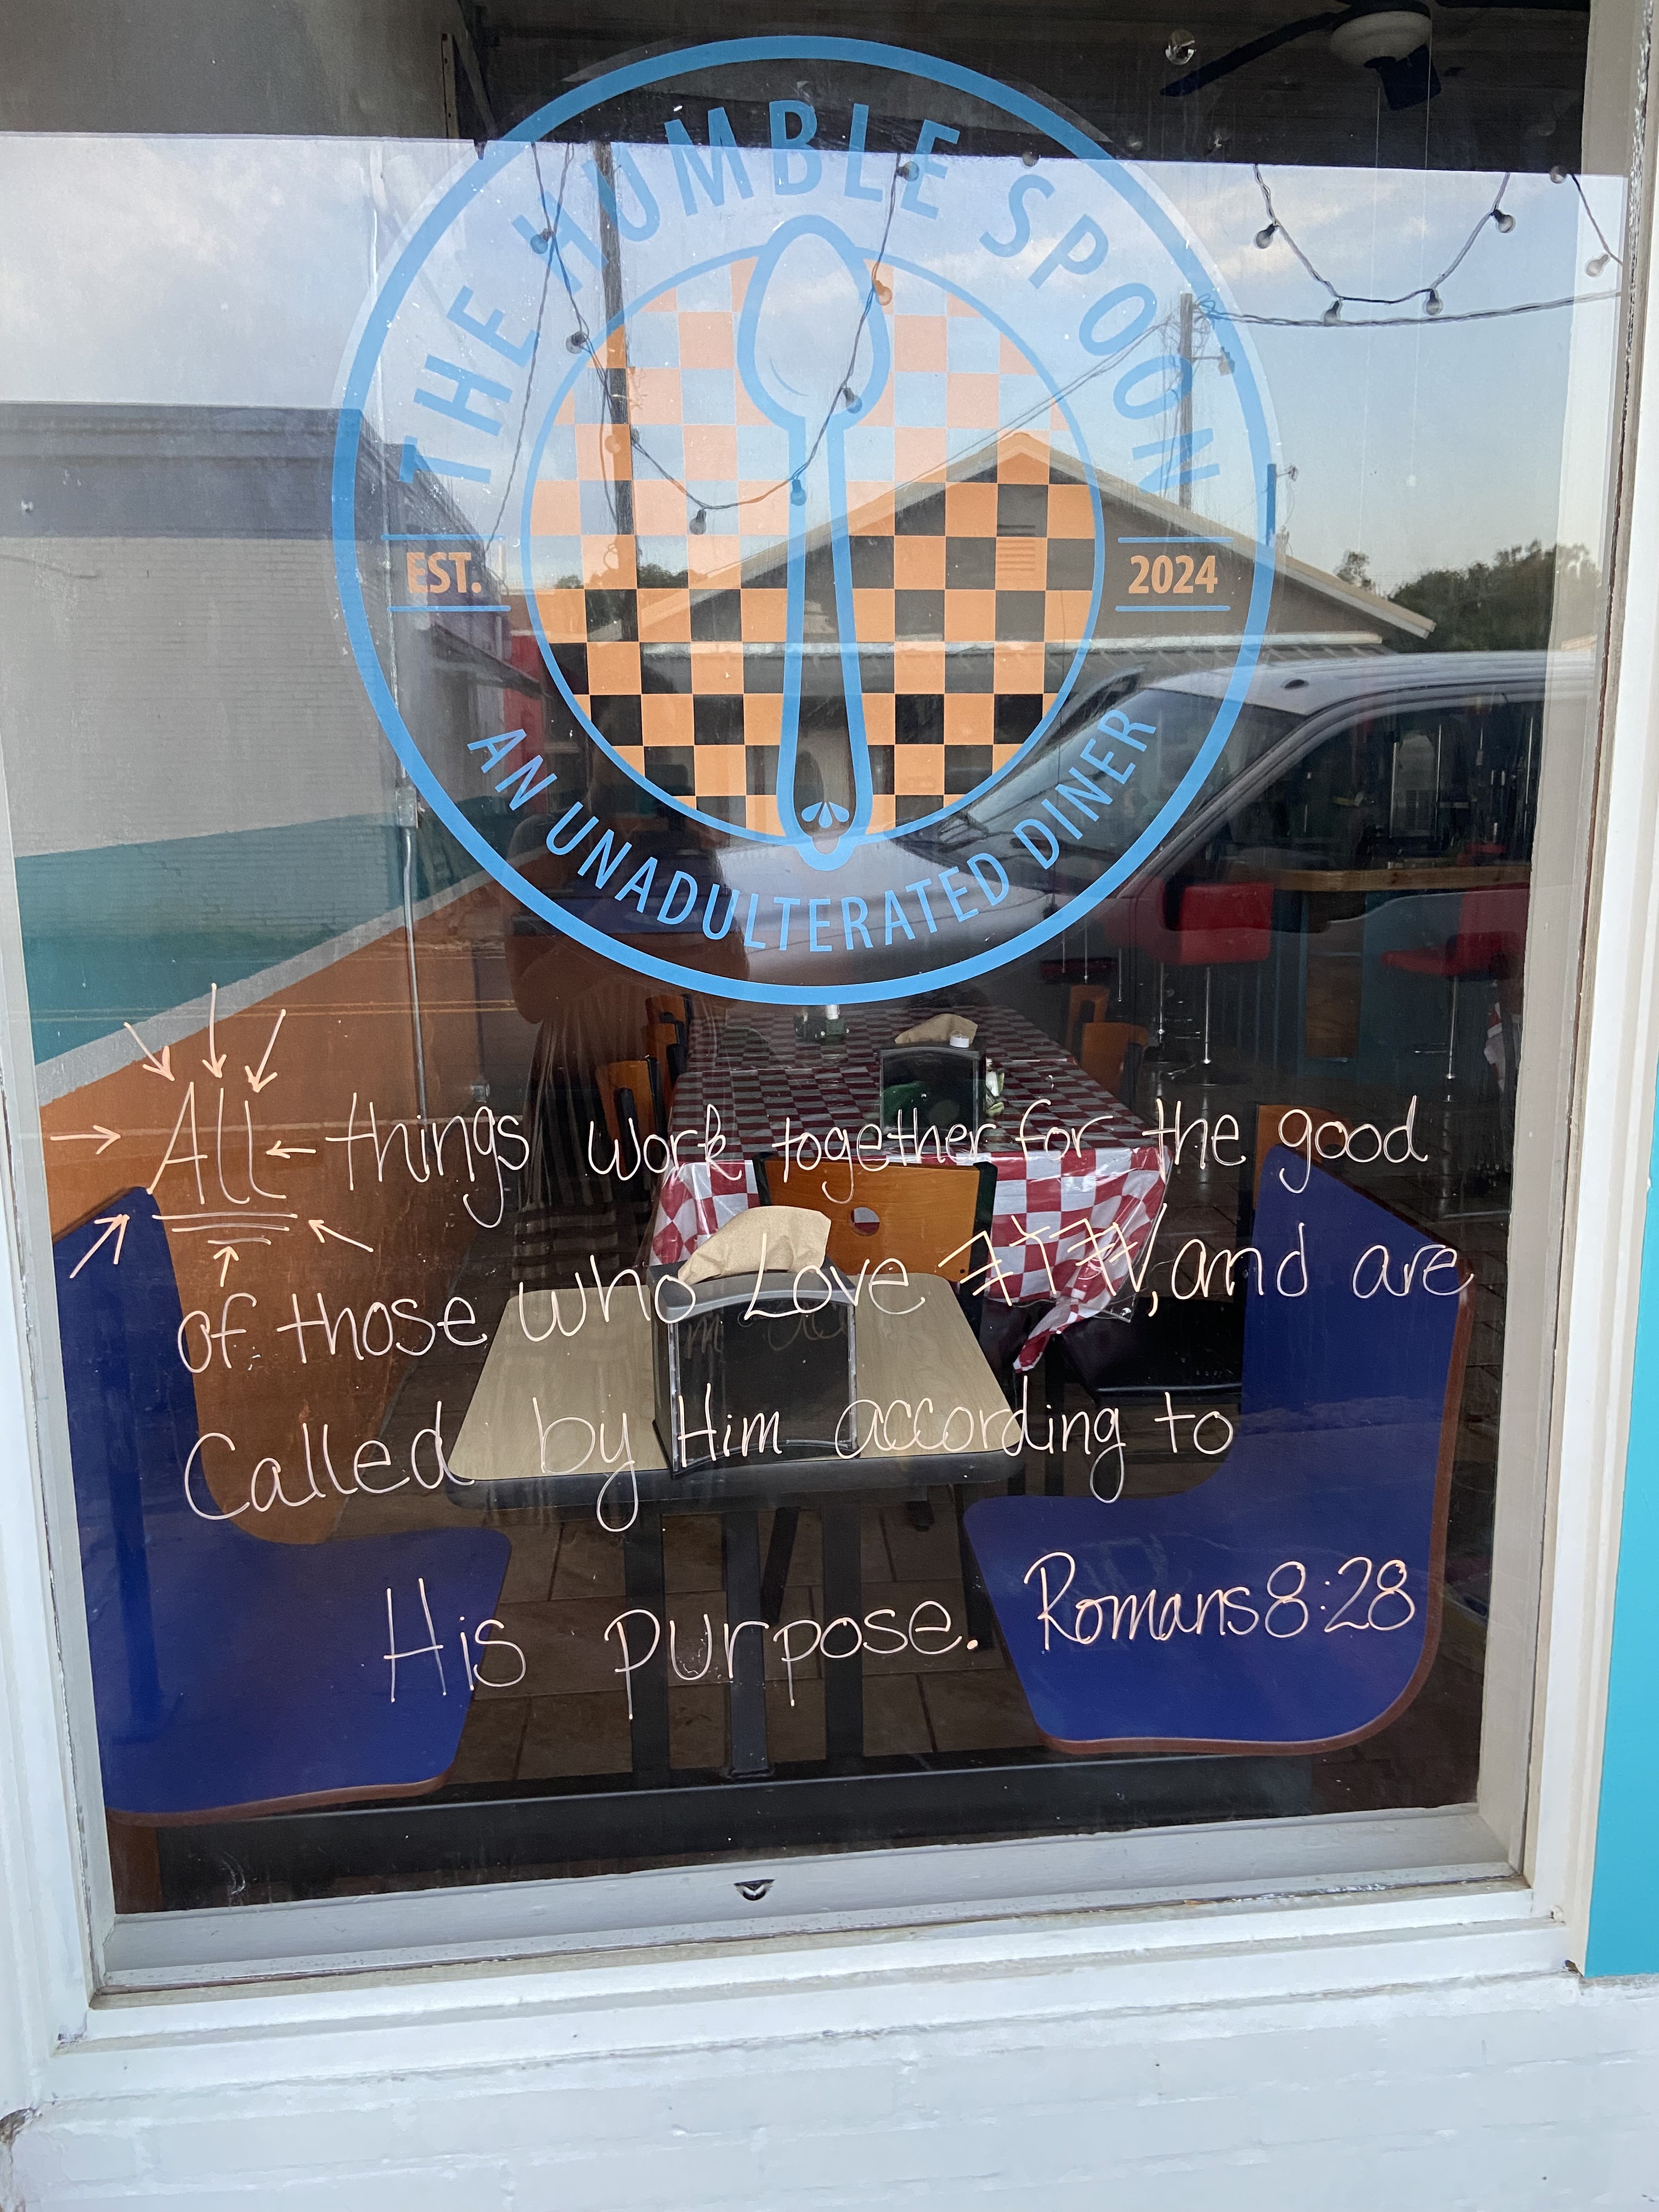 THE HUMBLE SPOON
EST. 2024
AN UNADULTERATED DINER
All things work together for the good
of those who Love , and are
Called by Him according to
His purpose. Romans 8:28